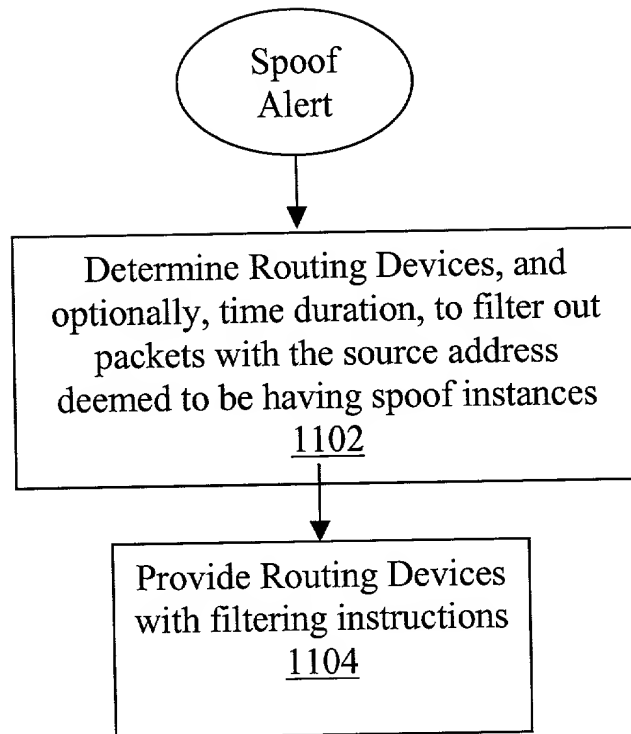 Spoof
Alert
Determine Routing Devices, and
optionally, time duration, to filter out
packets with the source address
deemed to be having spoof instances
1102
Provide Routing Devices
with filtering instructions
1104